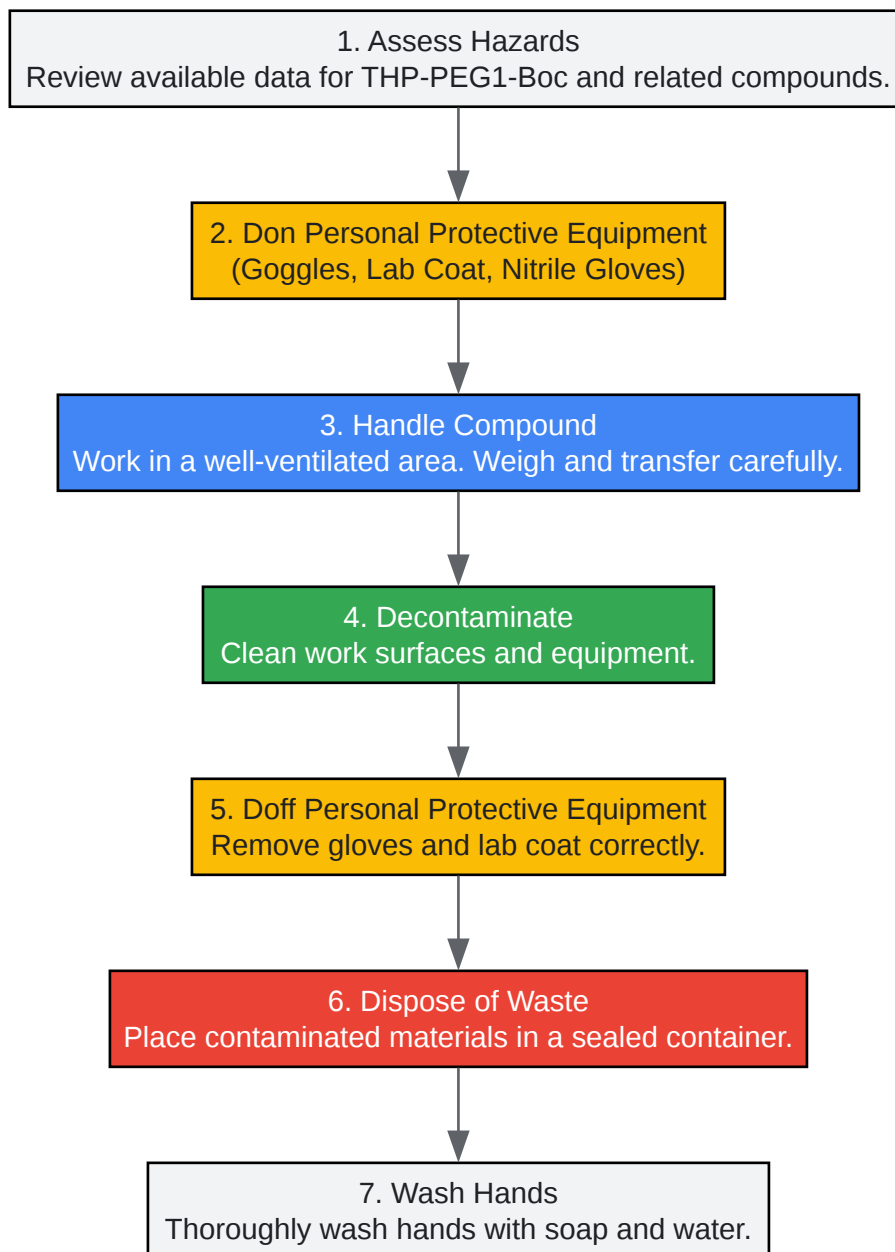 1. Assess Hazards
Review available data for THP-PEG1-Boc and related compounds.
2. Don Personal Protective Equipment
(Goggles, Lab Coat, Nitrile Gloves)
3. Handle Compound
Work in a well-ventilated area. Weigh and transfer carefully.
4. Decontaminate
Clean work surfaces and equipment.
5. Doff Personal Protective Equipment
Remove gloves and lab coat correctly.
6. Dispose of Waste
Place contaminated materials in a sealed container.
7. Wash Hands
Thoroughly wash hands with soap and water.